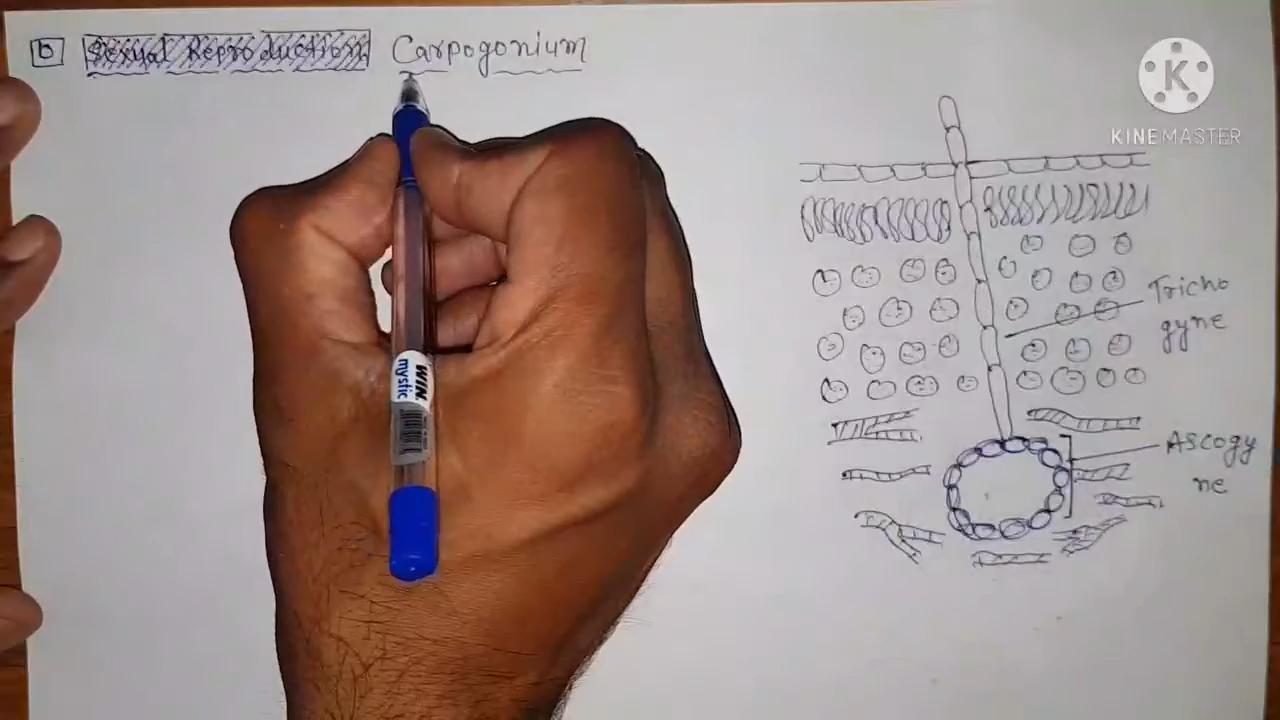 b Sexual Reproduction Carpogonium
K
KINEMASTER
Tricho
gyne
WIN
mystic
Ascogy
ne